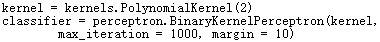 kernel = kernels.PolynomialKernel(2)
classifier = perceptron.BinaryKernelPerceptron(kernel,
max_iteration = 1000, margin = 10)